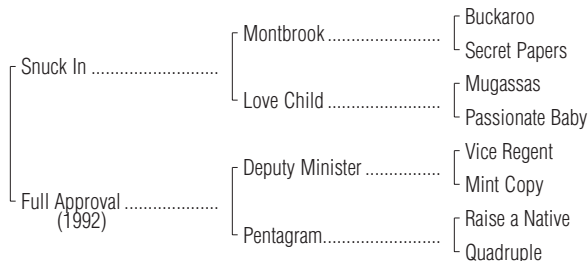 Buckaroo
Montbrook ........................
Secret Papers
Snuck In ...........................
Mugassas
Love Child ........................
Passionate Baby
Vice Regent
Deputy Minister ................
Mint Copy
Full Approval ....................
(1992)
Raise a Native
Pentagram.........................
Quadruple